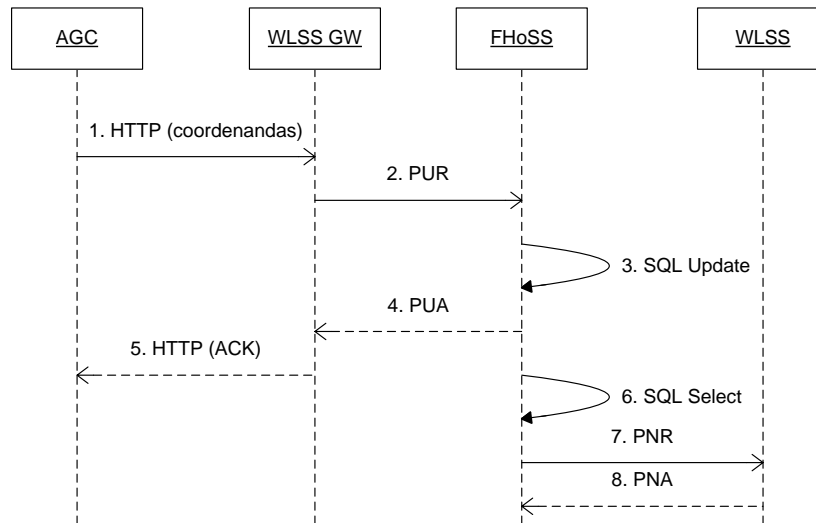 AGC
WLSS GW
FHoSS
WLSS
1. HTTP (coordenandas)
2. PUR
3. SQL Update
4. PUA
5. HTTP (ACK)
6. SQL Select
7. PNR
8. PNA